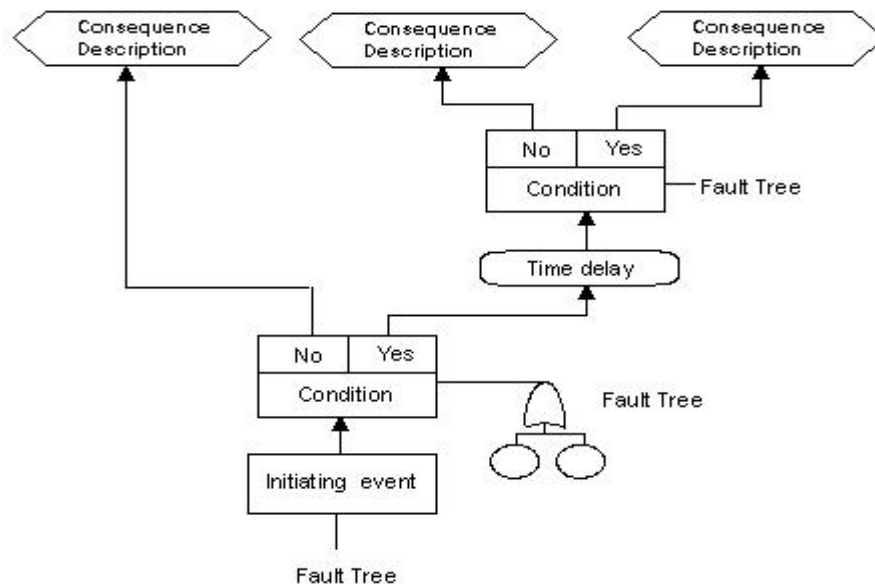 Consequence
Description
Consequence
Description
Consequence
Description
No
Yes
Condition
Fault Tree
Time delay
No
Yes
Condition
Fault Tree
Initiating event
Fault Tree